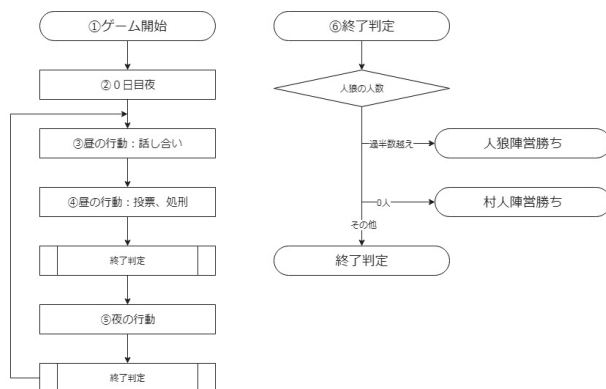 ①ゲーム開始
②０日目夜
③昼の行動：話し合い
④昼の行動：投票、処刑
終了判定
⑤夜の行動
終了判定
⑥終了判定
人狼の人数
過半数越え
人狼陣営勝ち
0人
村人陣営勝ち
その他
終了判定